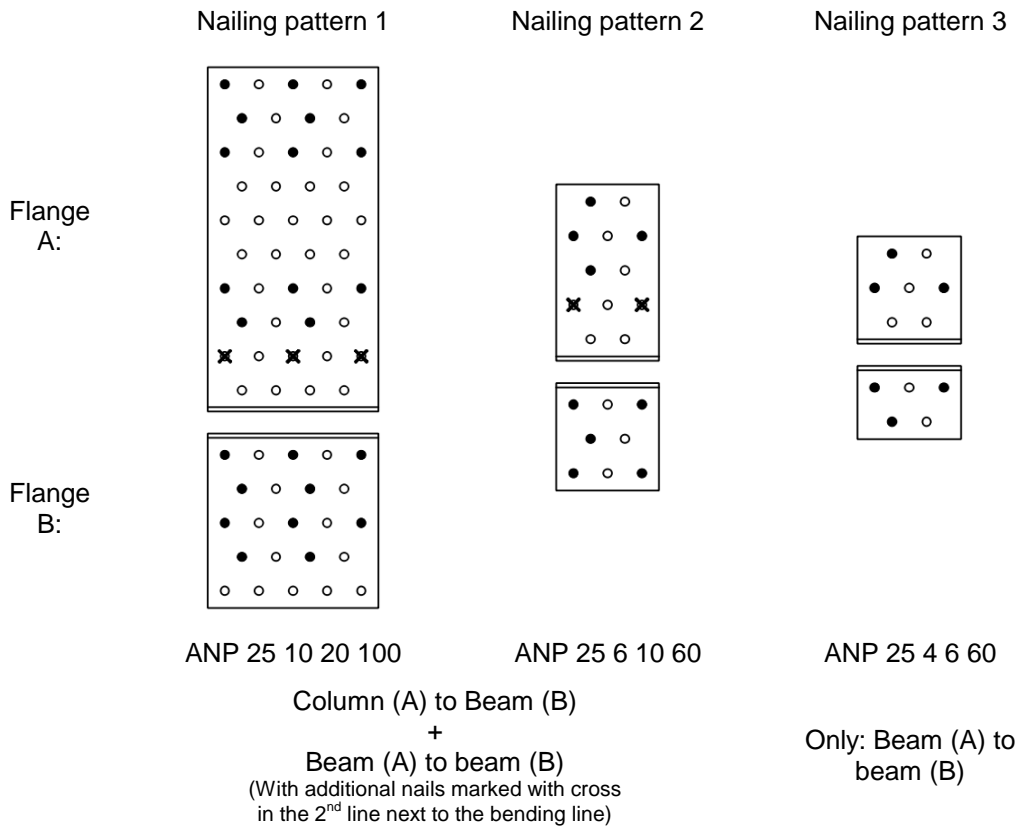 Nailing pattern 1
Nailing pattern 2
Nailing pattern 3
Flange
A:
Flange
B:
ANP 25 10 20 100
ANP 25 6 10 60
ANP 25 4 6 60
Column (A) to Beam (B)
+
Beam (A) to beam (B)
(With additional nails marked with cross
in the 2nd line next to the bending line)
Only: Beam (A) to
beam (B)